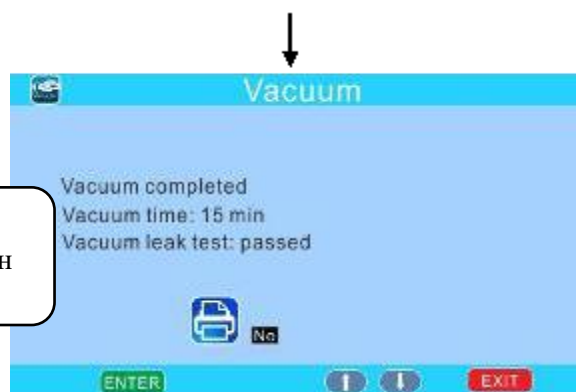 Vacuum
Vacuum completed
Vacuum time: 15 min
Vacuum leak test: passed
н
No
ENTER
EXIT